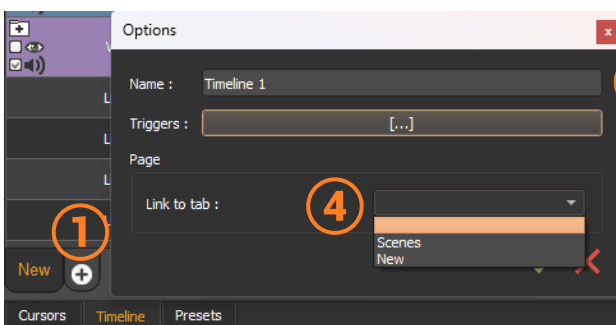 Options
x
Name :
Timeline 1
Triggers :
[...]
Page
Link to tab :
4
Scenes
New
1
New
Cursors
Timeline
Presets